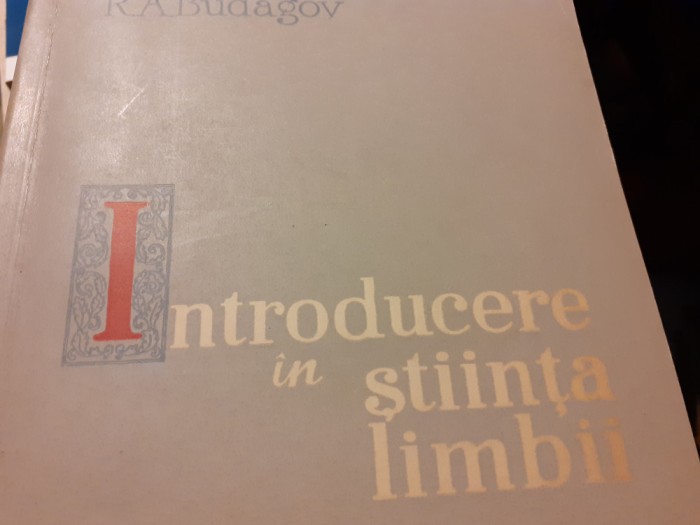 R.A.Budagov
Introducere
în
știința
limbii